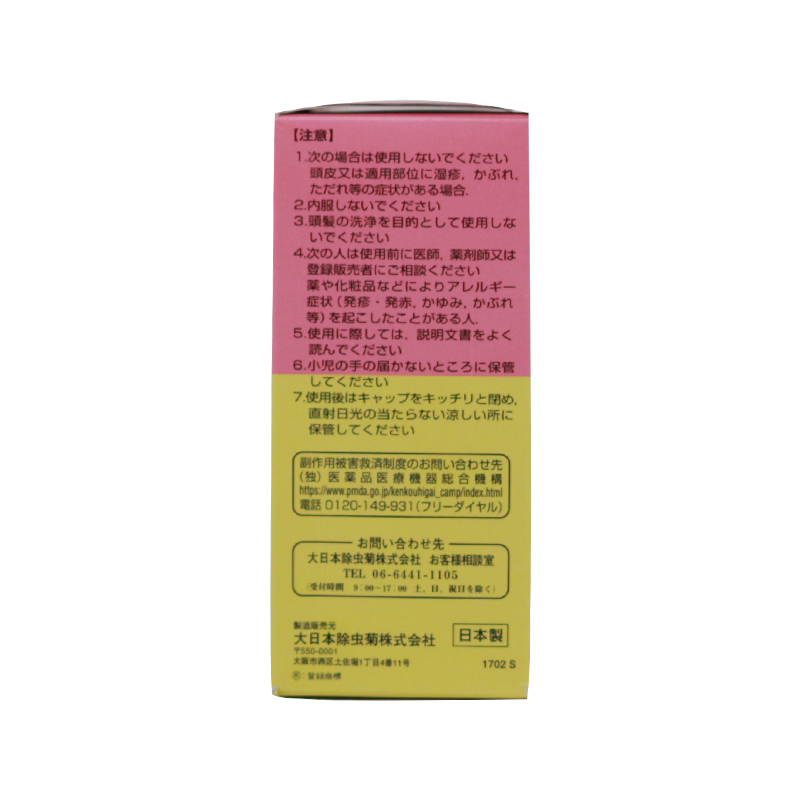 【注意】
1.次の場合は使用しないでください
頭皮又は適用部位に湿疹，かぶれ，
ただれ等の症状がある場合．
2.内服しないでください
3.頭髪の洗浄を目的として使用しな
いでください
4.次の人は使用前に医師，薬剤師又は
登録販売者にご相談ください
薬や化粧品などによりアレルギー
症状（発疹・発赤，かゆみ，かぶれ
等）を起こしたことがある人．
5.使用に際しては，説明文書をよく
読んでください
6.小児の手の届かないところに保管
してください
7.使用後はキャップをキッチリと閉め，
直射日光の当たらない涼しい所に
保管してください
副作用被害救済制度のお問い合わせ先
（独）医薬品医療機器総合機構
https://www.pmda.go.jp/kenkouhigai_camp/index.html
電話 0120-149-931（フリーダイヤル）
お問い合わせ先
大日本除虫菊株式会社 お客様相談室
TEL 06-6441-1105
（受付時間 9：00～17：00 土、日、祝日を除く）
製造販売元
大日本除虫菊株式会社
日本製
〒550-0001
大阪市西区土佐堀1丁目4番11号
1702 S
Ⓡ：登録商標